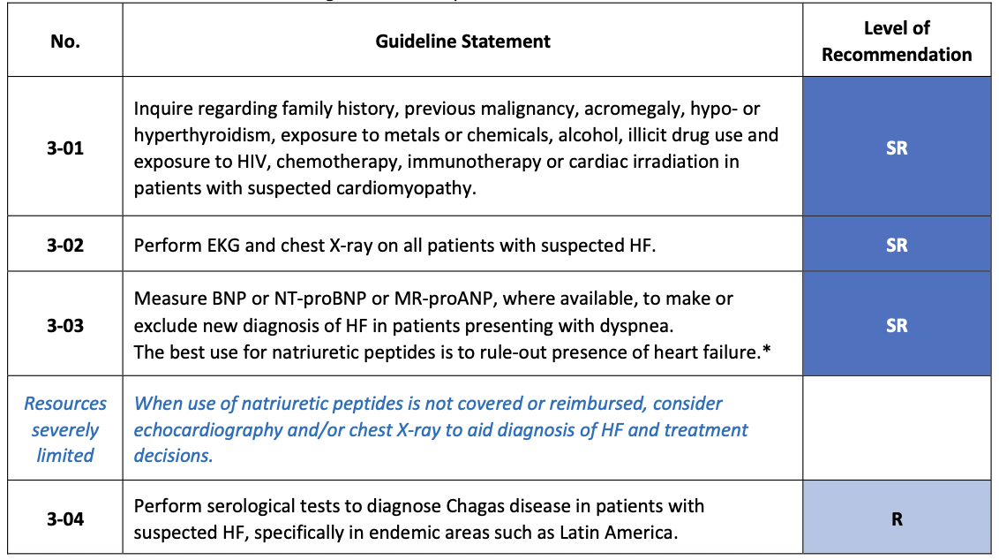 No.
Guideline Statement
Level of
Recommendation
3-01
Inquire regarding family history, previous malignancy, acromegaly, hypo- or
hyperthyroidism, exposure to metals or chemicals, alcohol, illicit drug use and
exposure to HIV, chemotherapy, immunotherapy or cardiac irradiation in
patients with suspected cardiomyopathy.
SR
3-02
Perform EKG and chest X-ray on all patients with suspected HF.
SR
3-03
Measure BNP or NT-proBNP or MR-proANP, where available, to make or
exclude new diagnosis of HF in patients presenting with dyspnea.
The best use for natriuretic peptides is to rule-out presence of heart failure.*
SR
Resources
severely
limited
When use of natriuretic peptides is not covered or reimbursed, consider
echocardiography and/or chest X-ray to aid diagnosis of HF and treatment
decisions.
3-04
Perform serological tests to diagnose Chagas disease in patients with
suspected HF, specifically in endemic areas such as Latin America.
R